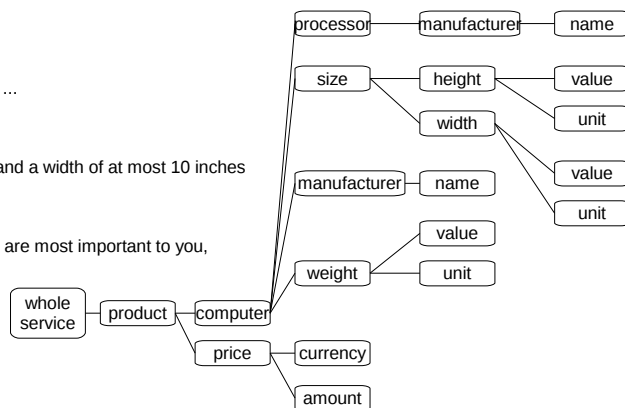 processor manufacturer name
...
size height value
width unit
and a width of at most 10 inches
value
manufacturer name
unit
are most important to you,
value
weight unit
whole
service
product computer
price currency
amount